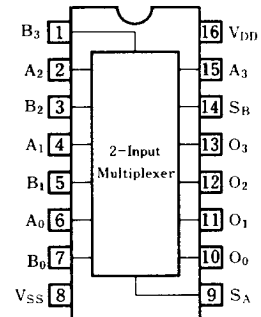 B3 1 16 VDD
A2 2 15 A3
B2 3 14 SB
A1 4 13 O3
B1 5 12 O2
A0 6 11 O1
B0 7 10 O0
VSS 8 9 SA
2-Input
Multiplexer